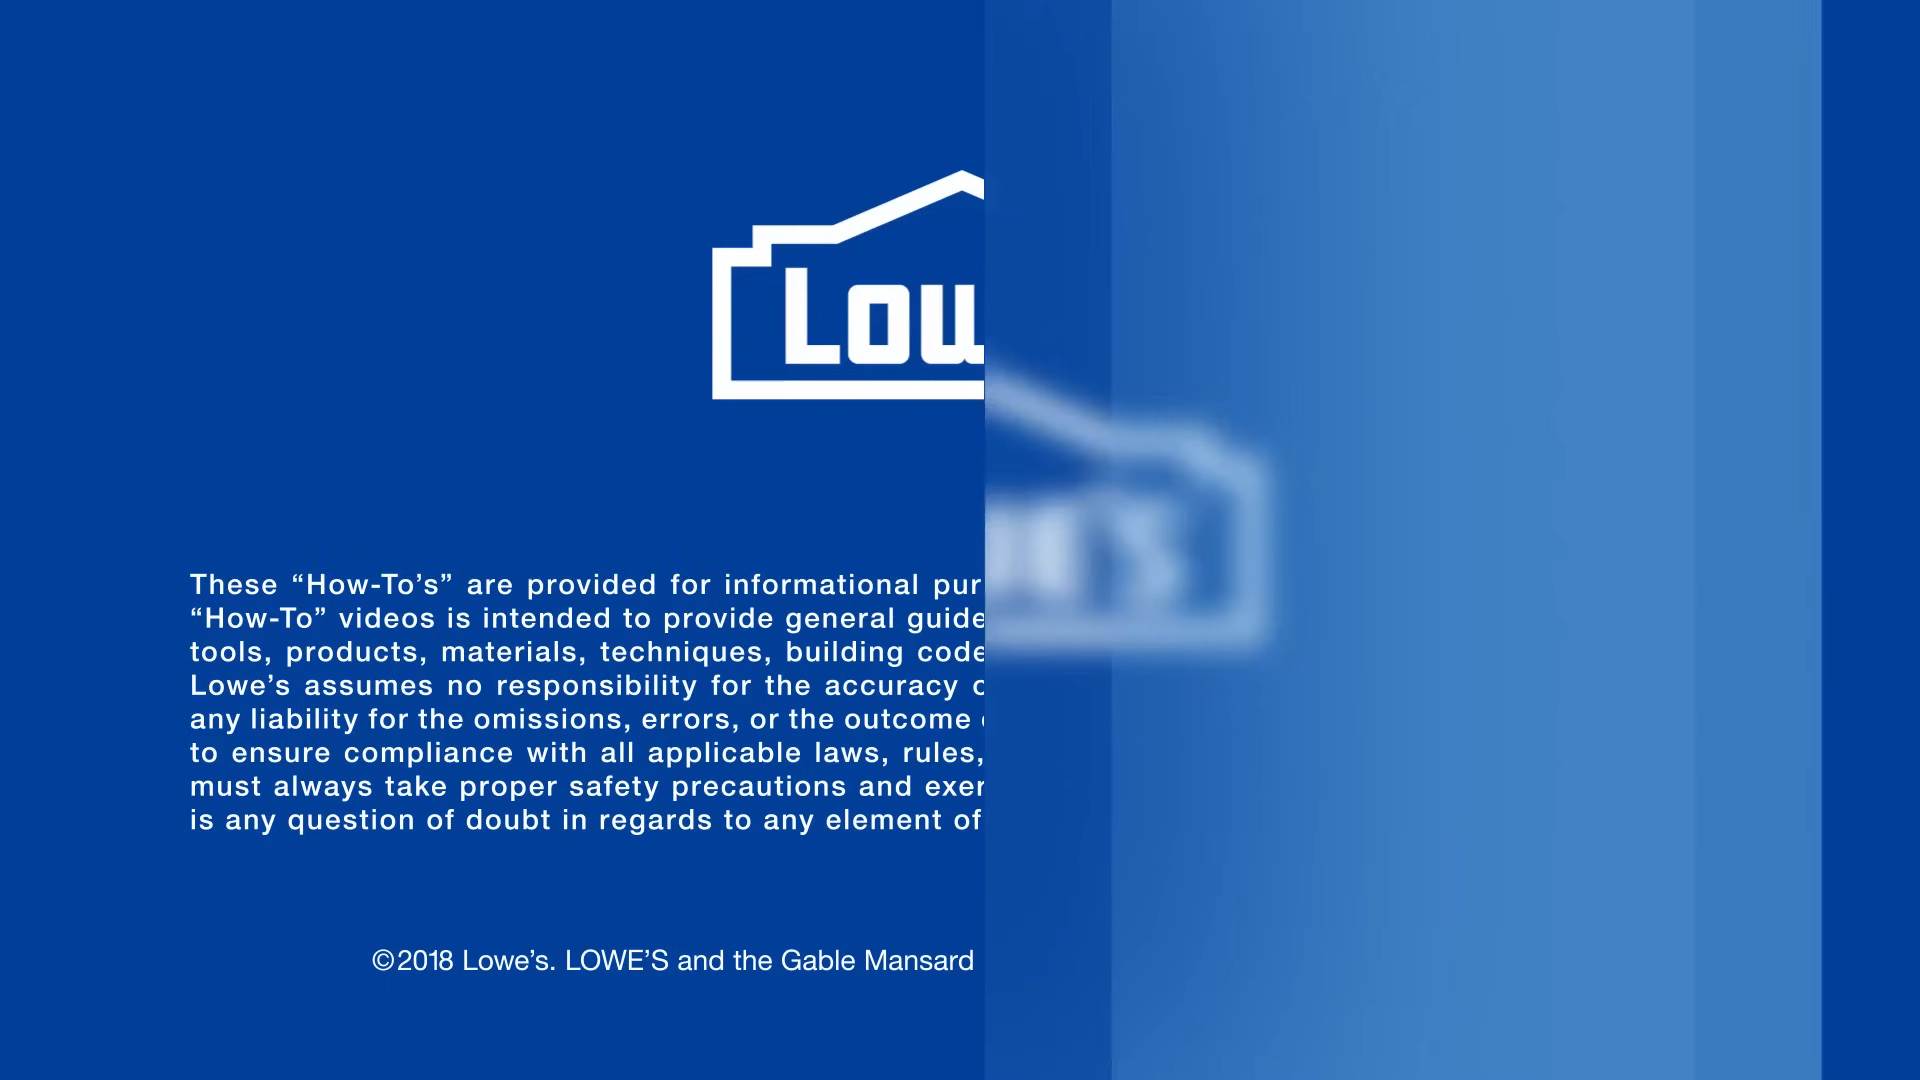 Low
These “How-To’s” are provided for informational pur
“How-To” videos is intended to provide general guide
tools, products, materials, techniques, building code
Lowe’s assumes no responsibility for the accuracy
any liability for the omissions, errors, or the outcome
to ensure compliance with all applicable laws, rules,
must always take proper safety precautions and exer
is any question of doubt in regards to any element of
©2018 Lowe’s. LOWE’S and the Gable Mansard